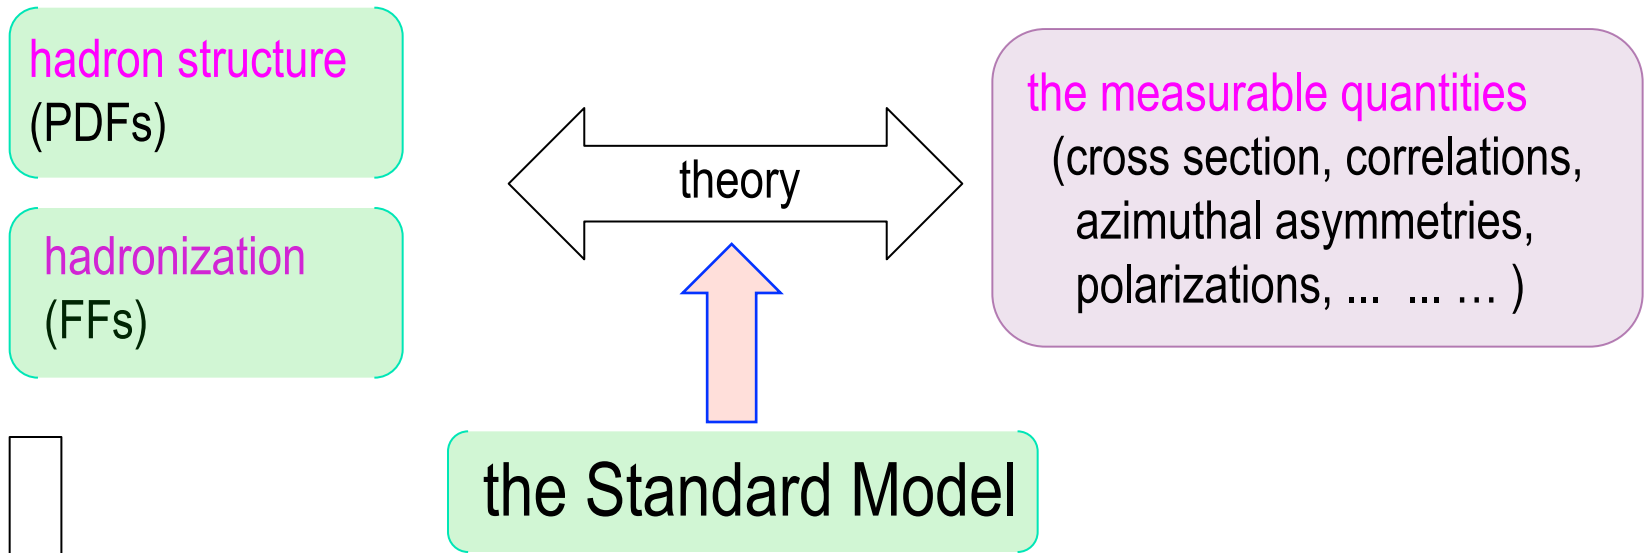 hadron structure
(PDFs)
hadronization
(FFs)
theory
the measurable quantities
(cross section, correlations,
azimuthal asymmetries,
polarizations, ... ... … )
the Standard Model